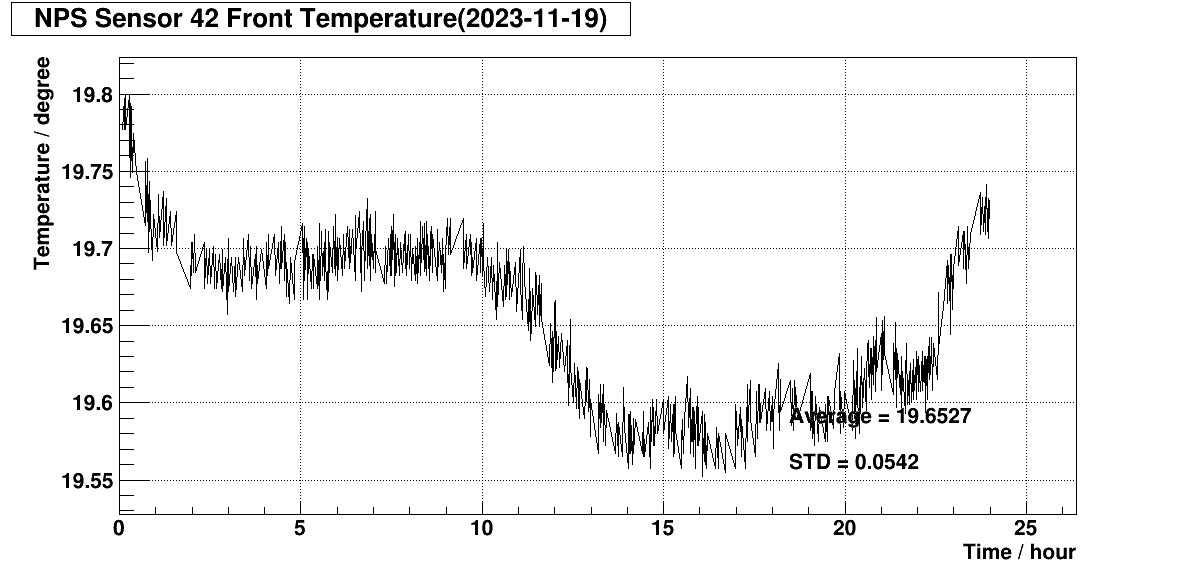 NPS Sensor 42 Front Temperature(2023-11-19)
Temperature / degree
19.8
19.75
19.7
19.65
19.6
19.55
Average = 19.6527
STD = 0.0542
0 5 10 15 20 25
Time / hour